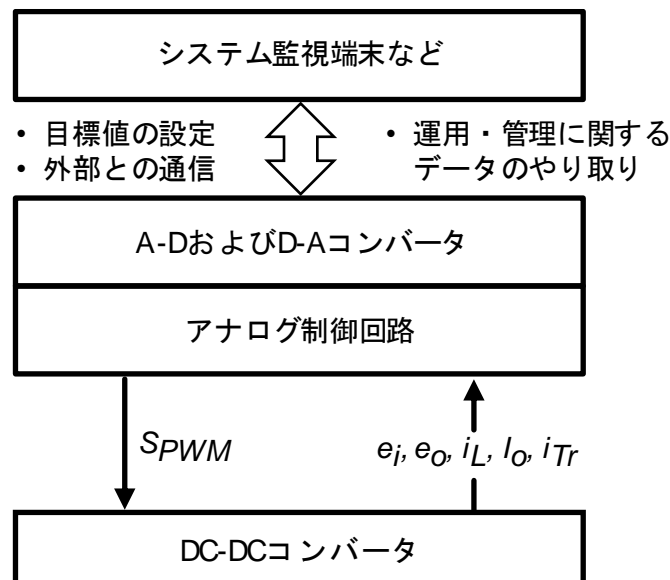 システム監視端末など
• 目標値の設定
• 外部との通信
• 運用・管理に関する
データのやり取り
A-DおよびD-Aコンバータ
アナログ制御回路
SPWM
ei, eo, iL, Io, iTr
DC-DCコンバータ